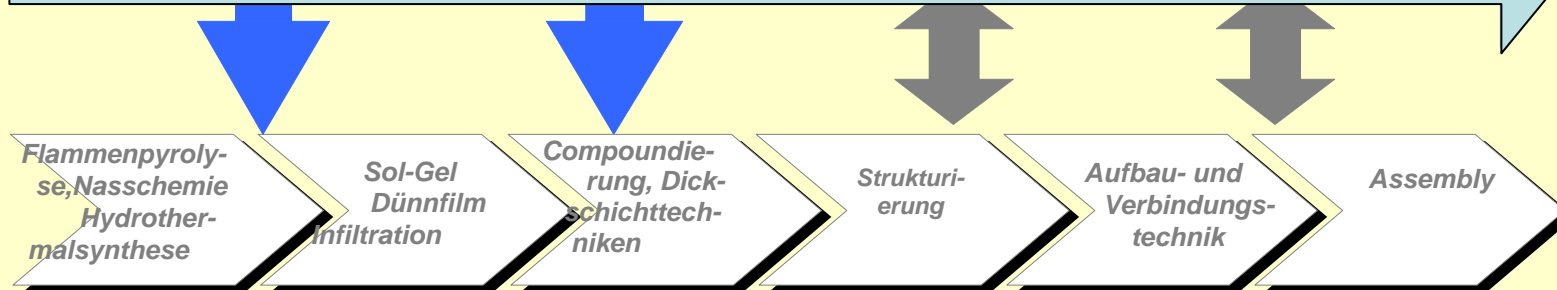 Flammenpyroly-
se,Nasschemie
Hydrother-
malsynthese
Sol-Gel
Dünnfilm
Infiltration
Compoundie-
rung, Dick-
schichttech-
niken
Strukturi-
erung
Aufbau- und
Verbindungs-
technik
Assembly